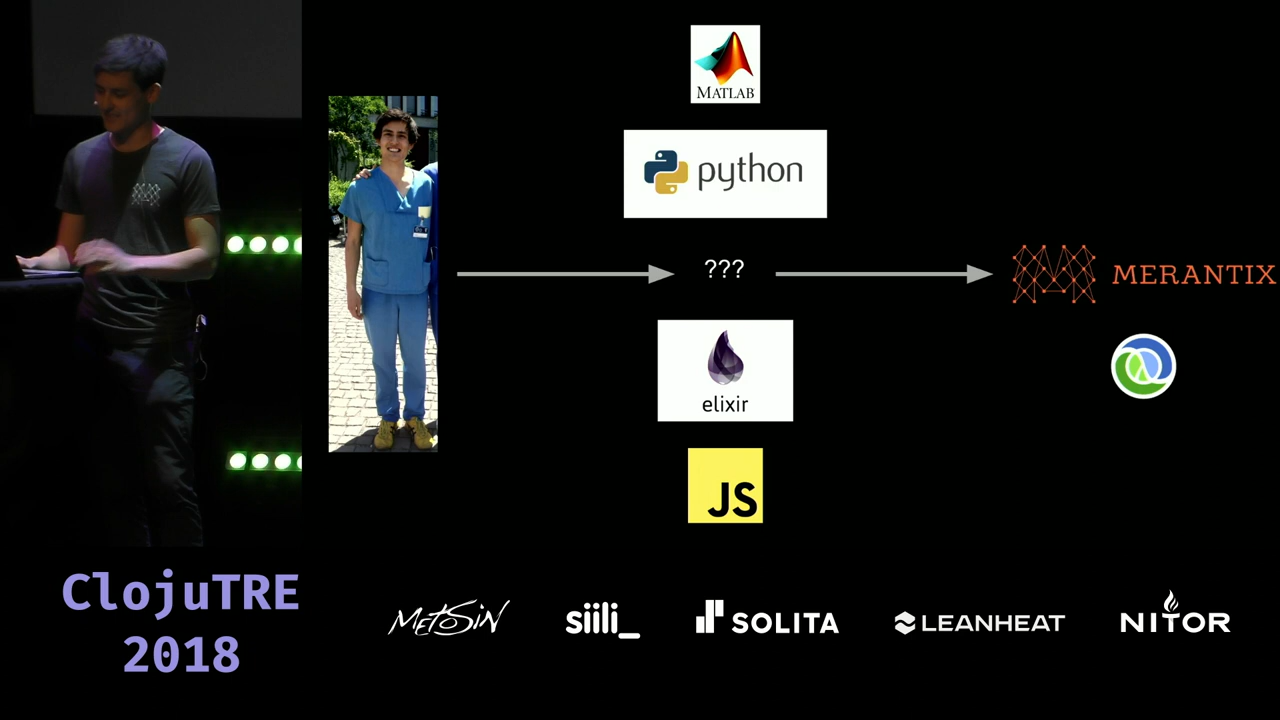 MATLAB
python
???
MERANTIX
elixir
JS
ClojuTRE
2018
METOSIN
siili_
SOLITA
LEANHEAT
NITOR